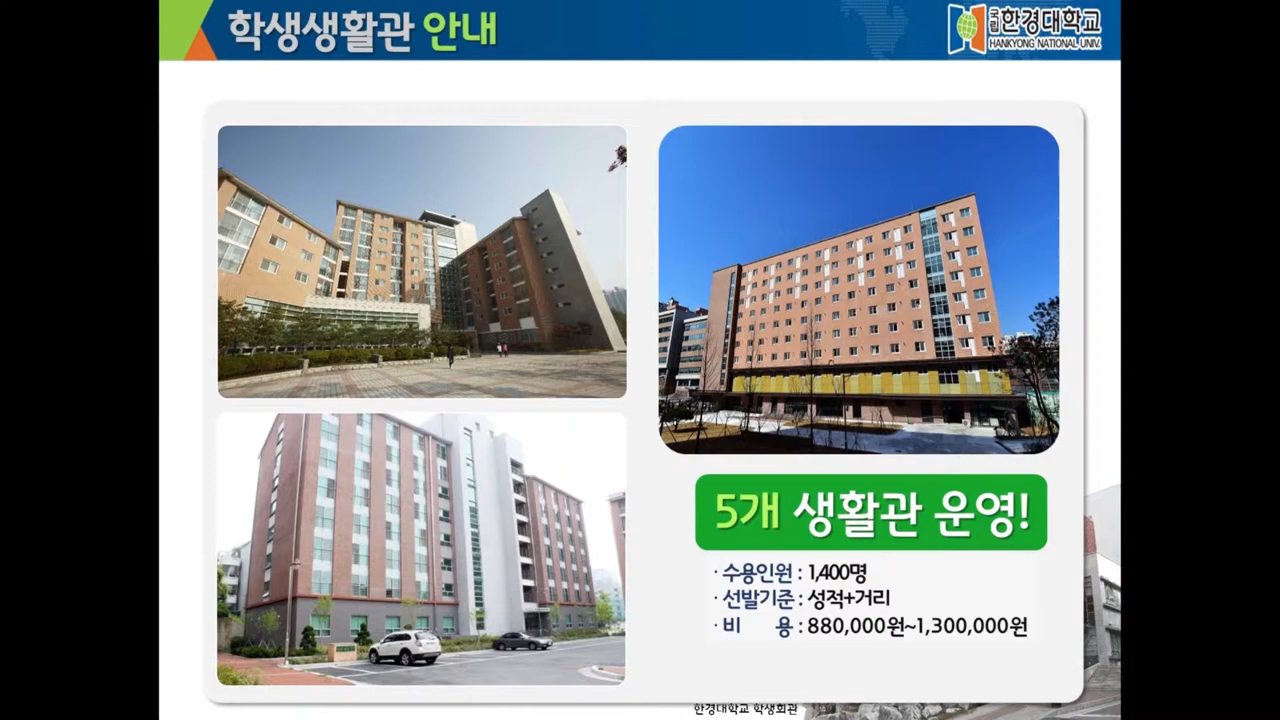 학생생활관 안내
국립 한경대학교
HANKYONG NATIONAL UNIV.
5개 생활관 운영!
· 수용인원 : 1,400명
· 선발기준 : 성적+거리
· 비 용 : 880,000원~1,300,000원
한경대학교 학생회관